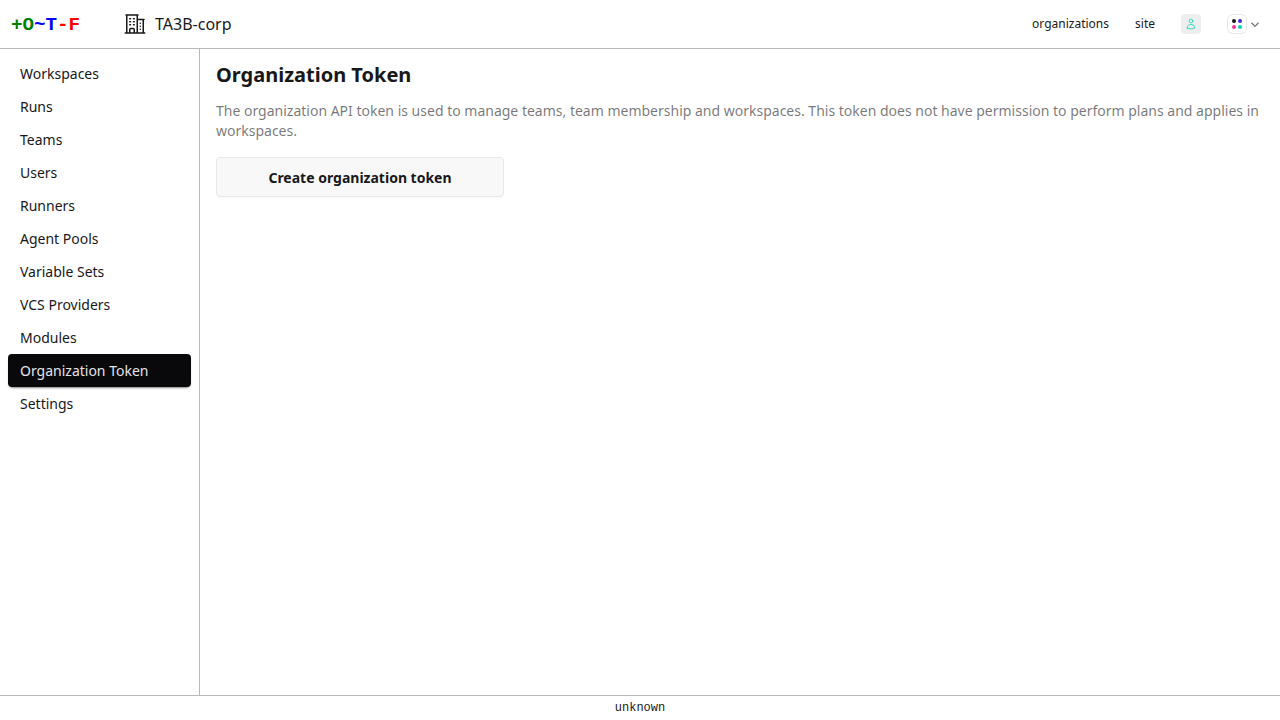 +O~T-F
TA3B-corp
organizations
site
Workspaces
Runs
Teams
Users
Runners
Agent Pools
Variable Sets
VCS Providers
Modules
Organization Token
Settings
Organization Token
The organization API token is used to manage teams, team membership and workspaces. This token does not have permission to perform plans and applies in
workspaces.
Create organization token
unknown